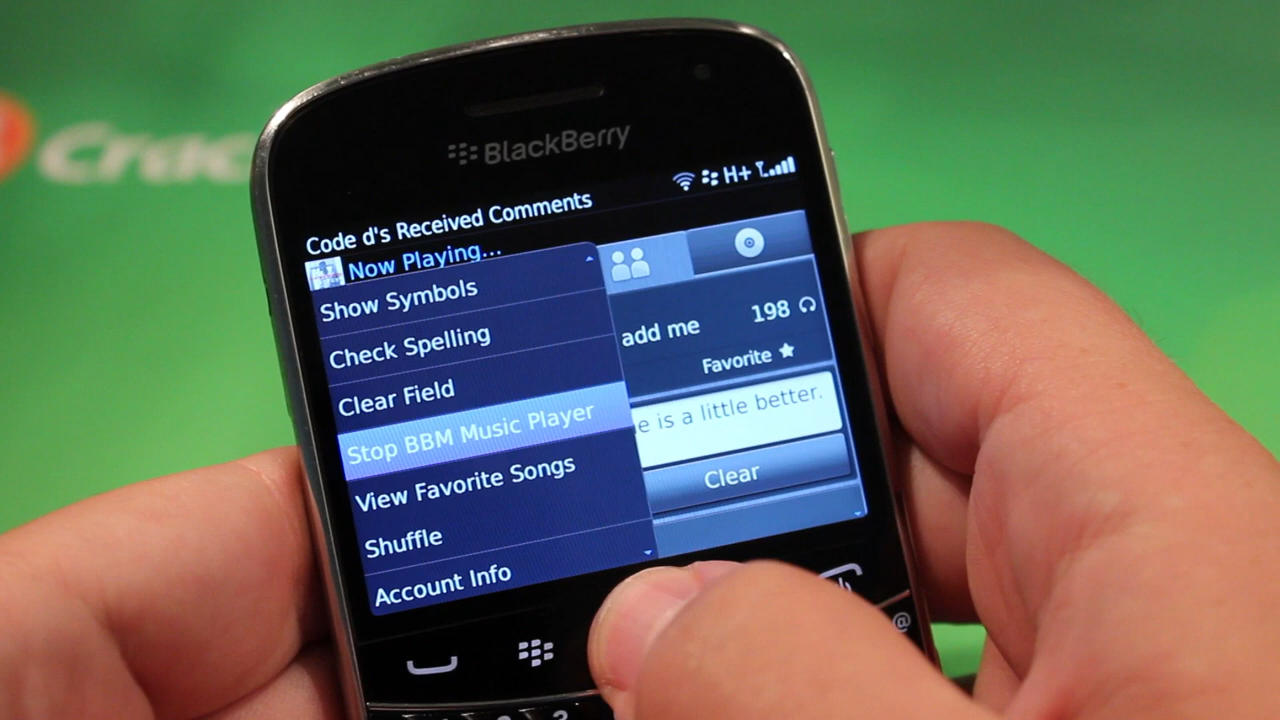 Crac
BlackBerry
H+
Code d's Received Comments
Now Playing...
Show Symbols
Check Spelling
Clear Field
Stop BBM Music Player
View Favorite Songs
Shuffle
Account Info
add me
198
Favorite ★
e is a little better.
Clear
@